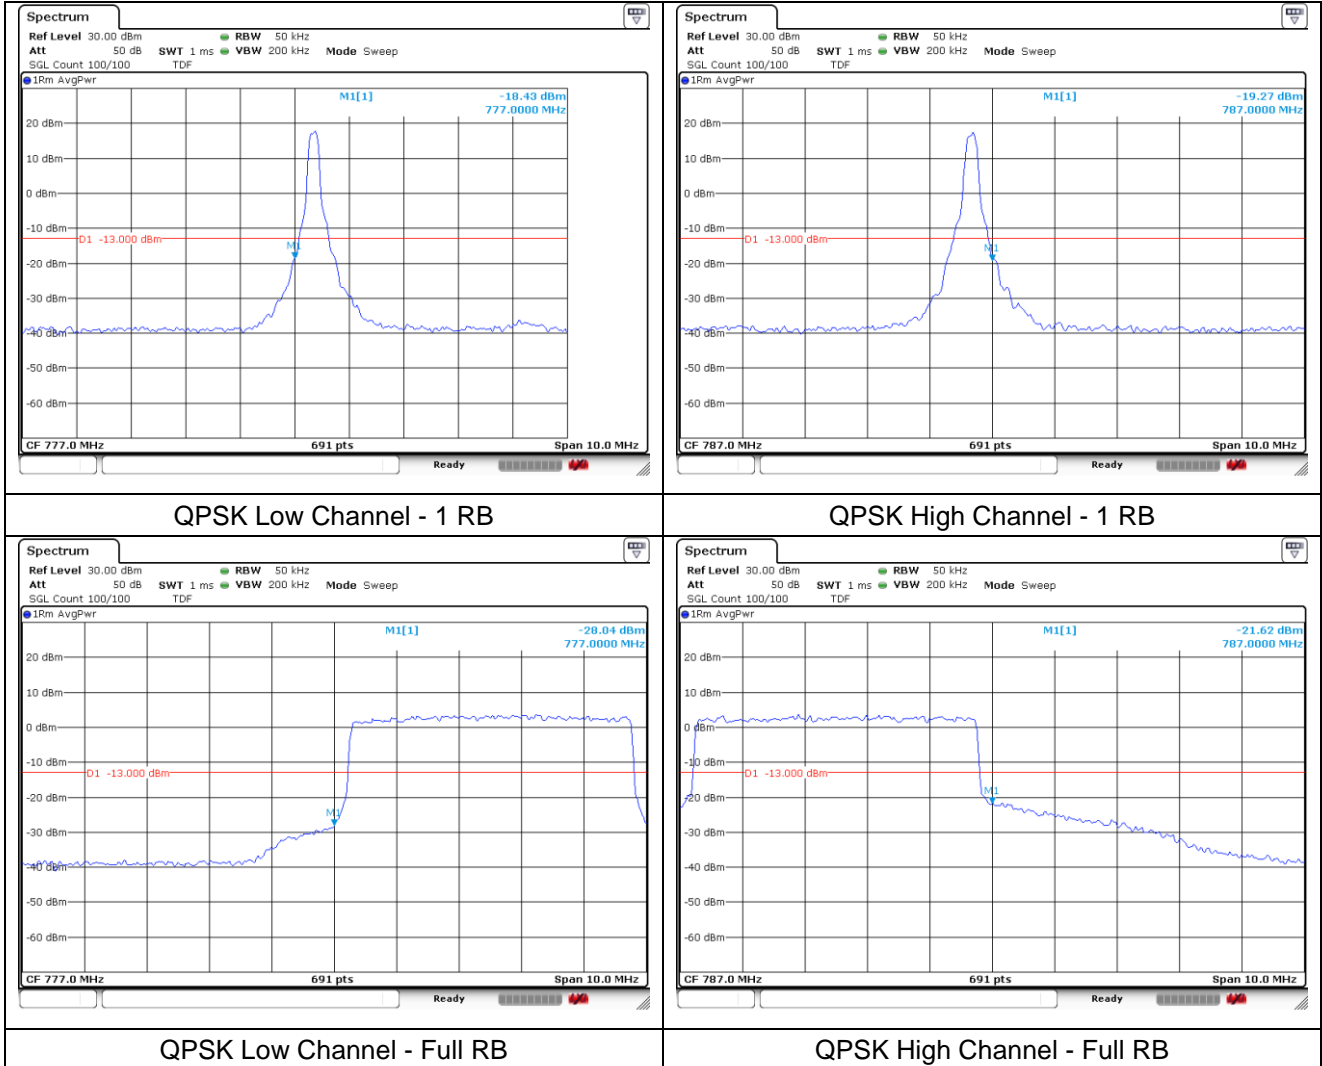 Spectrum
Ref Level 30.00 dBm RBW 50 kHz
Att 50 dB SWT 1 ms VBW 200 kHz Mode Sweep
SGL Count 100/100 TDF
1Rm AvgPwr
M1[1] -18.43 dBm
777.0000 MHz
20 dBm
10 dBm
0 dBm
-10 dBm
D1 -13.000 dBm
M1
-20 dBm
-30 dBm
-40 dBm
-50 dBm
-60 dBm
CF 777.0 MHz 691 pts Span 10.0 MHz
Ready
QPSK Low Channel - 1 RB
Spectrum
Ref Level 30.00 dBm RBW 50 kHz
Att 50 dB SWT 1 ms VBW 200 kHz Mode Sweep
SGL Count 100/100 TDF
1Rm AvgPwr
M1[1] -19.27 dBm
787.0000 MHz
20 dBm
10 dBm
0 dBm
-10 dBm
D1 -13.000 dBm
M1
-20 dBm
-30 dBm
-40 dBm
-50 dBm
-60 dBm
CF 787.0 MHz 691 pts Span 10.0 MHz
Ready
QPSK High Channel - 1 RB
Spectrum
Ref Level 30.00 dBm RBW 50 kHz
Att 50 dB SWT 1 ms VBW 200 kHz Mode Sweep
SGL Count 100/100 TDF
1Rm AvgPwr
M1[1] -28.04 dBm
777.0000 MHz
20 dBm
10 dBm
0 dBm
-10 dBm
D1 -13.000 dBm
-20 dBm
M1
-30 dBm
-40 dBm
-50 dBm
-60 dBm
CF 777.0 MHz 691 pts Span 10.0 MHz
Ready
QPSK Low Channel - Full RB
Spectrum
Ref Level 30.00 dBm RBW 50 kHz
Att 50 dB SWT 1 ms VBW 200 kHz Mode Sweep
SGL Count 100/100 TDF
1Rm AvgPwr
M1[1] -21.62 dBm
787.0000 MHz
20 dBm
10 dBm
0 dBm
-10 dBm
D1 -13.000 dBm
M1
-20 dBm
-30 dBm
-40 dBm
-50 dBm
-60 dBm
CF 787.0 MHz 691 pts Span 10.0 MHz
Ready
QPSK High Channel - Full RB